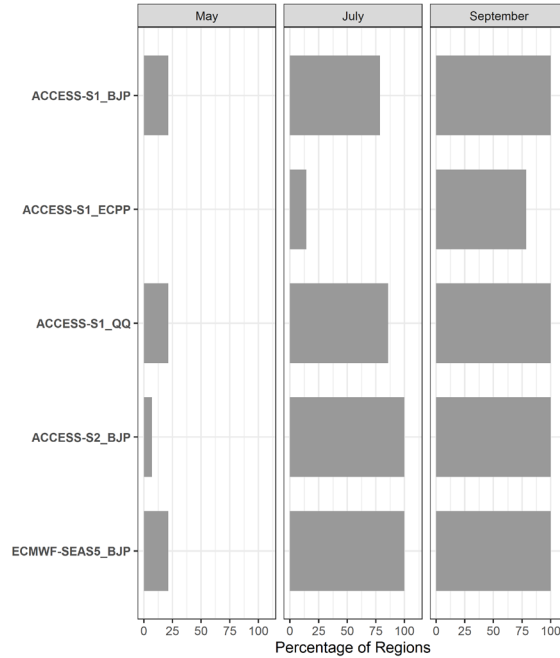 May July September
ACCESS-S1_BJP
ACCESS-S1_ECPP
ACCESS-S1_QQ
ACCESS-S2_BJP
ECMWF-SEAS5_BJP
0 25 50 75 100 0 25 50 75 100 0 25 50 75 100
Percentage of Regions